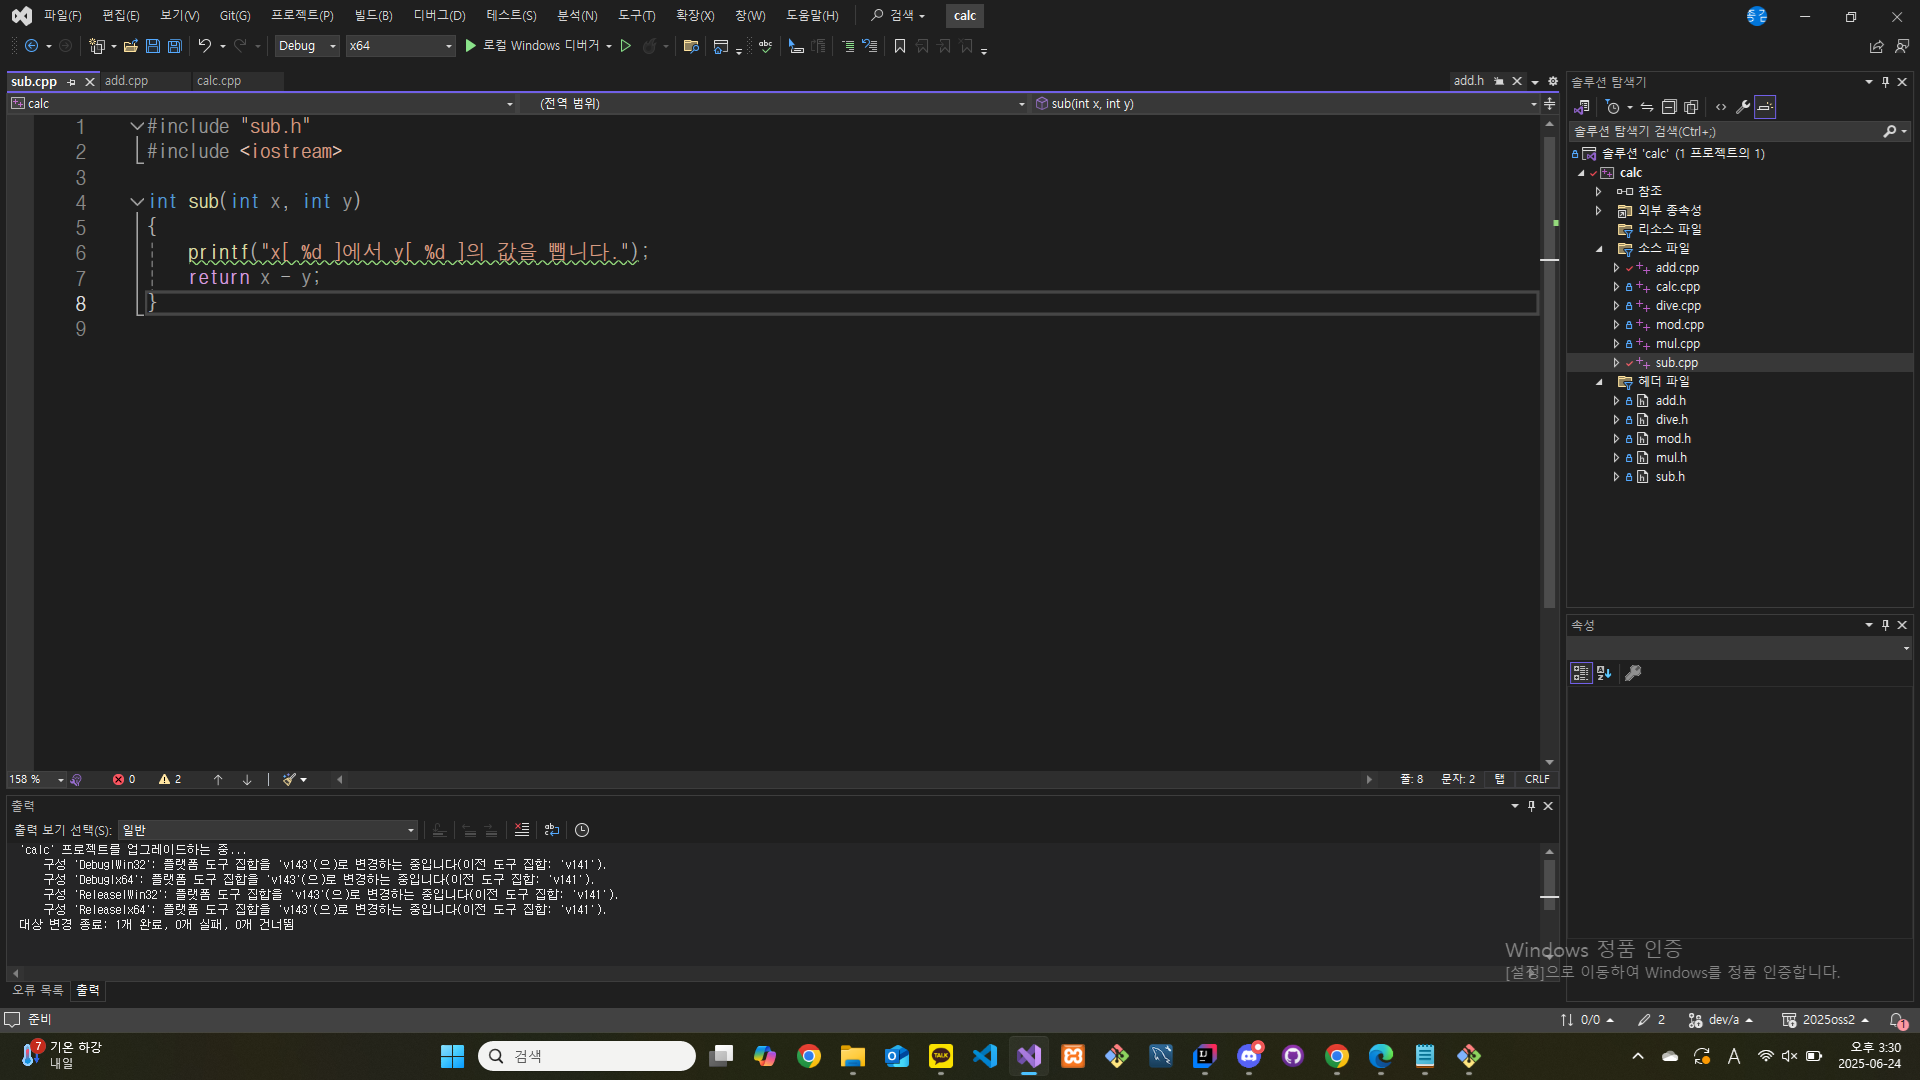 파일(F) 편집(E) 보기(V) Git(G) 프로젝트(P) 빌드(B) 디버그(D) 테스트(S) 분석(N) 도구(T) 확장(X) 창(W) 도움말(H) 검색 calc
Debug x64 로컬 Windows 디버거
sub.cpp add.cpp calc.cpp add.h
calc (전역 범위) sub(int x, int y)
1 #include "sub.h"
2 #include <iostream>
3
4 int sub(int x, int y)
5 {
6 printf("x[ %d ]에서 y[ %d ]의 값을 뺍니다.");
7 return x - y;
8 }
9
158 % 0 2 줄: 8 문자: 2 탭 CRLF
출력
출력 보기 선택(S): 일반
'calc' 프로젝트를 업그레이드하는 중...
구성 'Debug|Win32': 플랫폼 도구 집합을 'v143'(으)로 변경하는 중입니다(이전 도구 집합: 'v141').
구성 'Debug|x64': 플랫폼 도구 집합을 'v143'(으)로 변경하는 중입니다(이전 도구 집합: 'v141').
구성 'Release|Win32': 플랫폼 도구 집합을 'v143'(으)로 변경하는 중입니다(이전 도구 집합: 'v141').
구성 'Release|x64': 플랫폼 도구 집합을 'v143'(으)로 변경하는 중입니다(이전 도구 집합: 'v141').
대상 변경 종료: 1개 완료, 0개 실패, 0개 건너뜀
오류 목록 출력
솔루션 탐색기
솔루션 탐색기 검색(Ctrl+;)
솔루션 'calc' (1 프로젝트의 1)
calc
참조
외부 종속성
리소스 파일
소스 파일
add.cpp
calc.cpp
dive.cpp
mod.cpp
mul.cpp
sub.cpp
헤더 파일
add.h
dive.h
mod.h
mul.h
sub.h
속성
Windows 정품 인증
[설정]으로 이동하여 Windows를 정품 인증합니다.
준비 0/0 2 dev/a 2025oss2 1
7 기온 하강
내일
검색
TALK
A
오후 3:30
2025-06-24